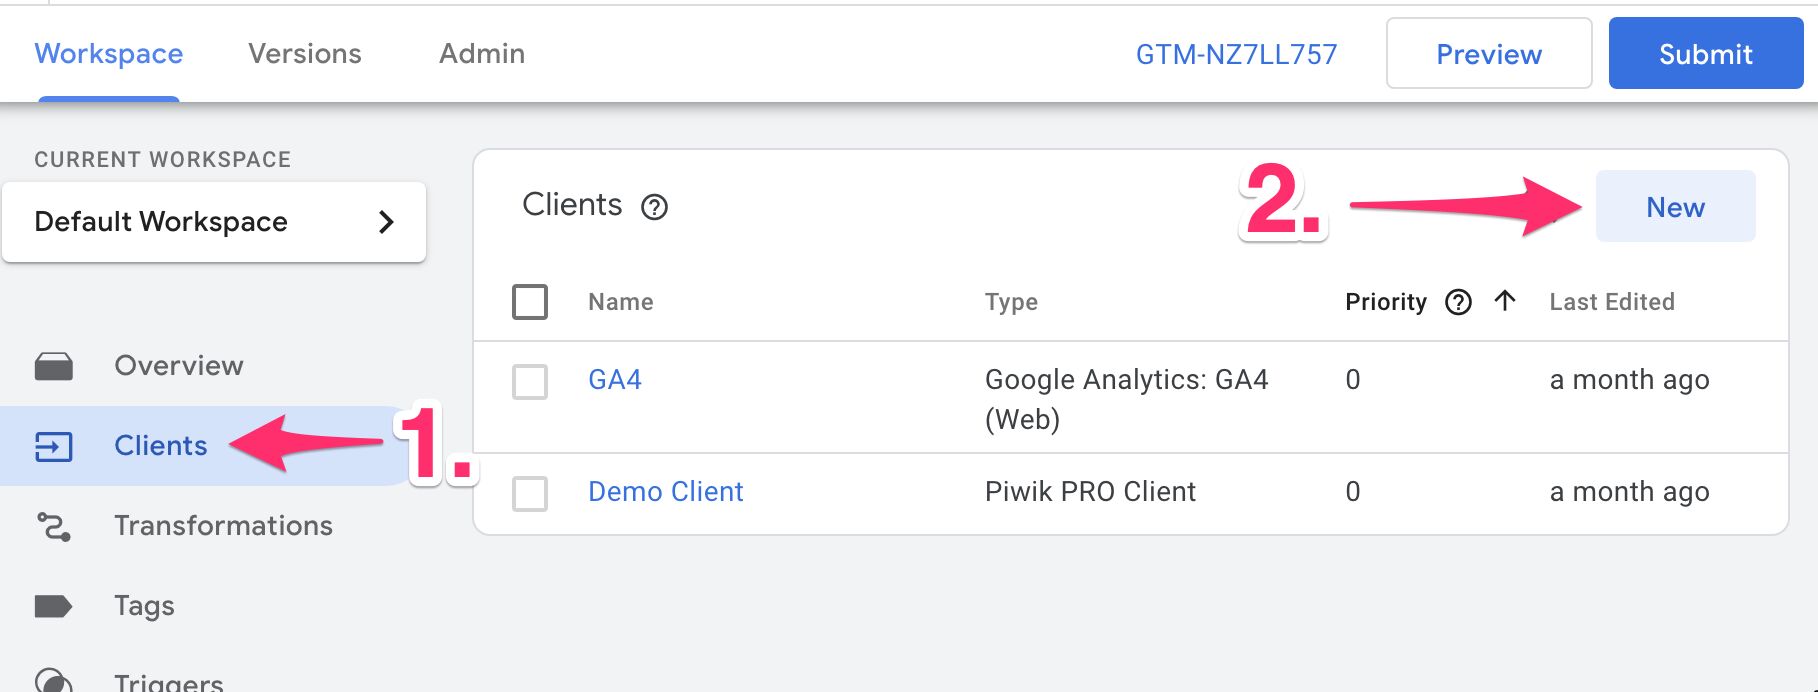 Workspace Versions Admin GTM-NZ7LL757 Preview Submit
CURRENT WORKSPACE
Default Workspace
Overview
Clients
Transformations
Tags
Triggers
1.
Clients
2.
New
Name Type Priority Last Edited
GA4 Google Analytics: GA4 0 a month ago
(Web)
Demo Client Piwik PRO Client 0 a month ago